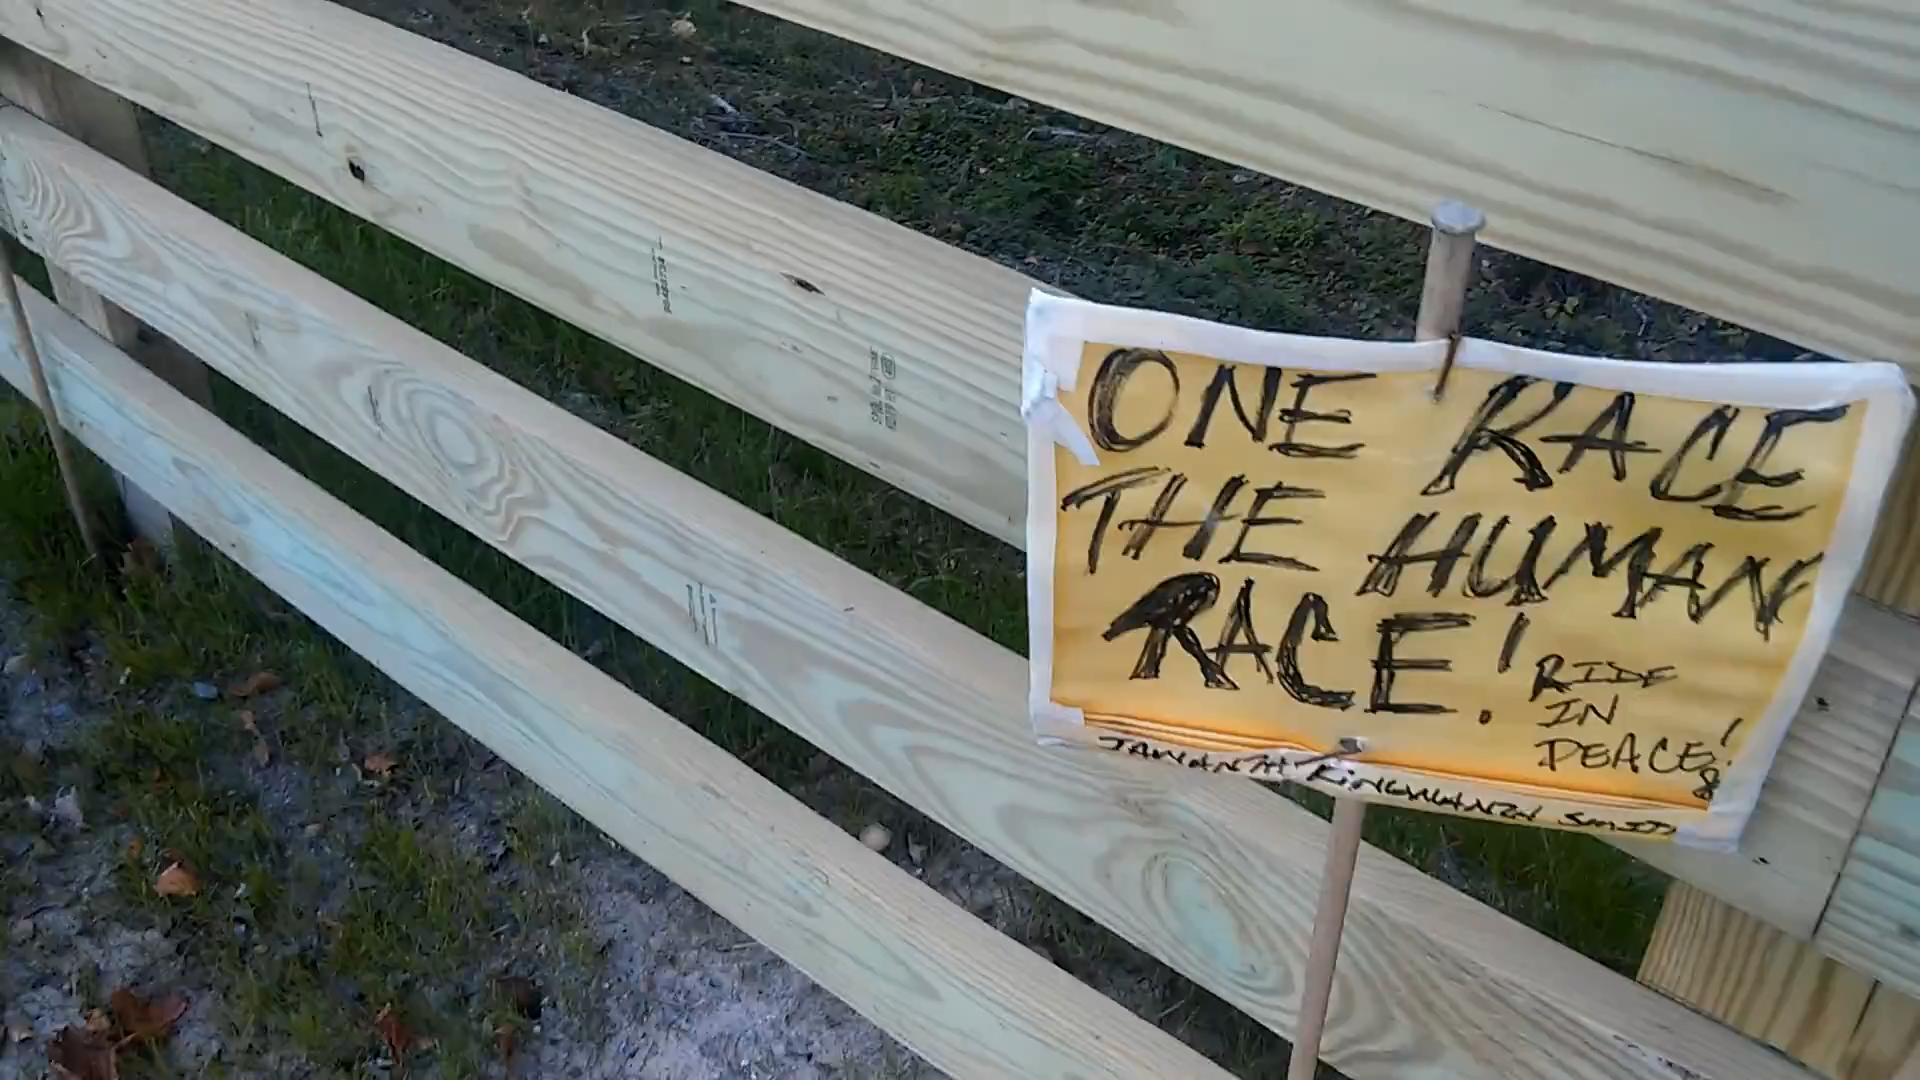 ONE RACE
THE HUMAN
RACE!
RIDE
IN
PEACE!